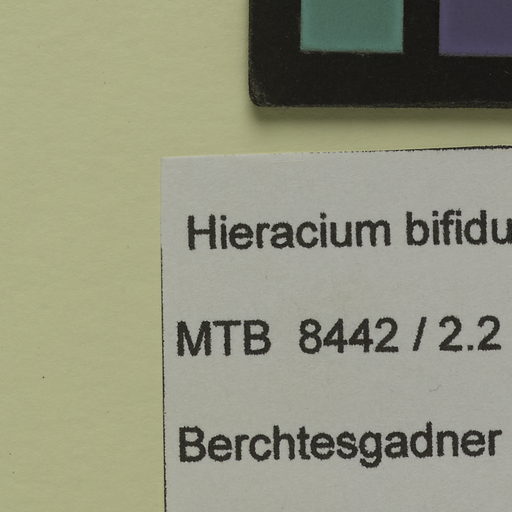 Hieracium bifidu
MTB 8442 / 2.2
Berchtesgadner